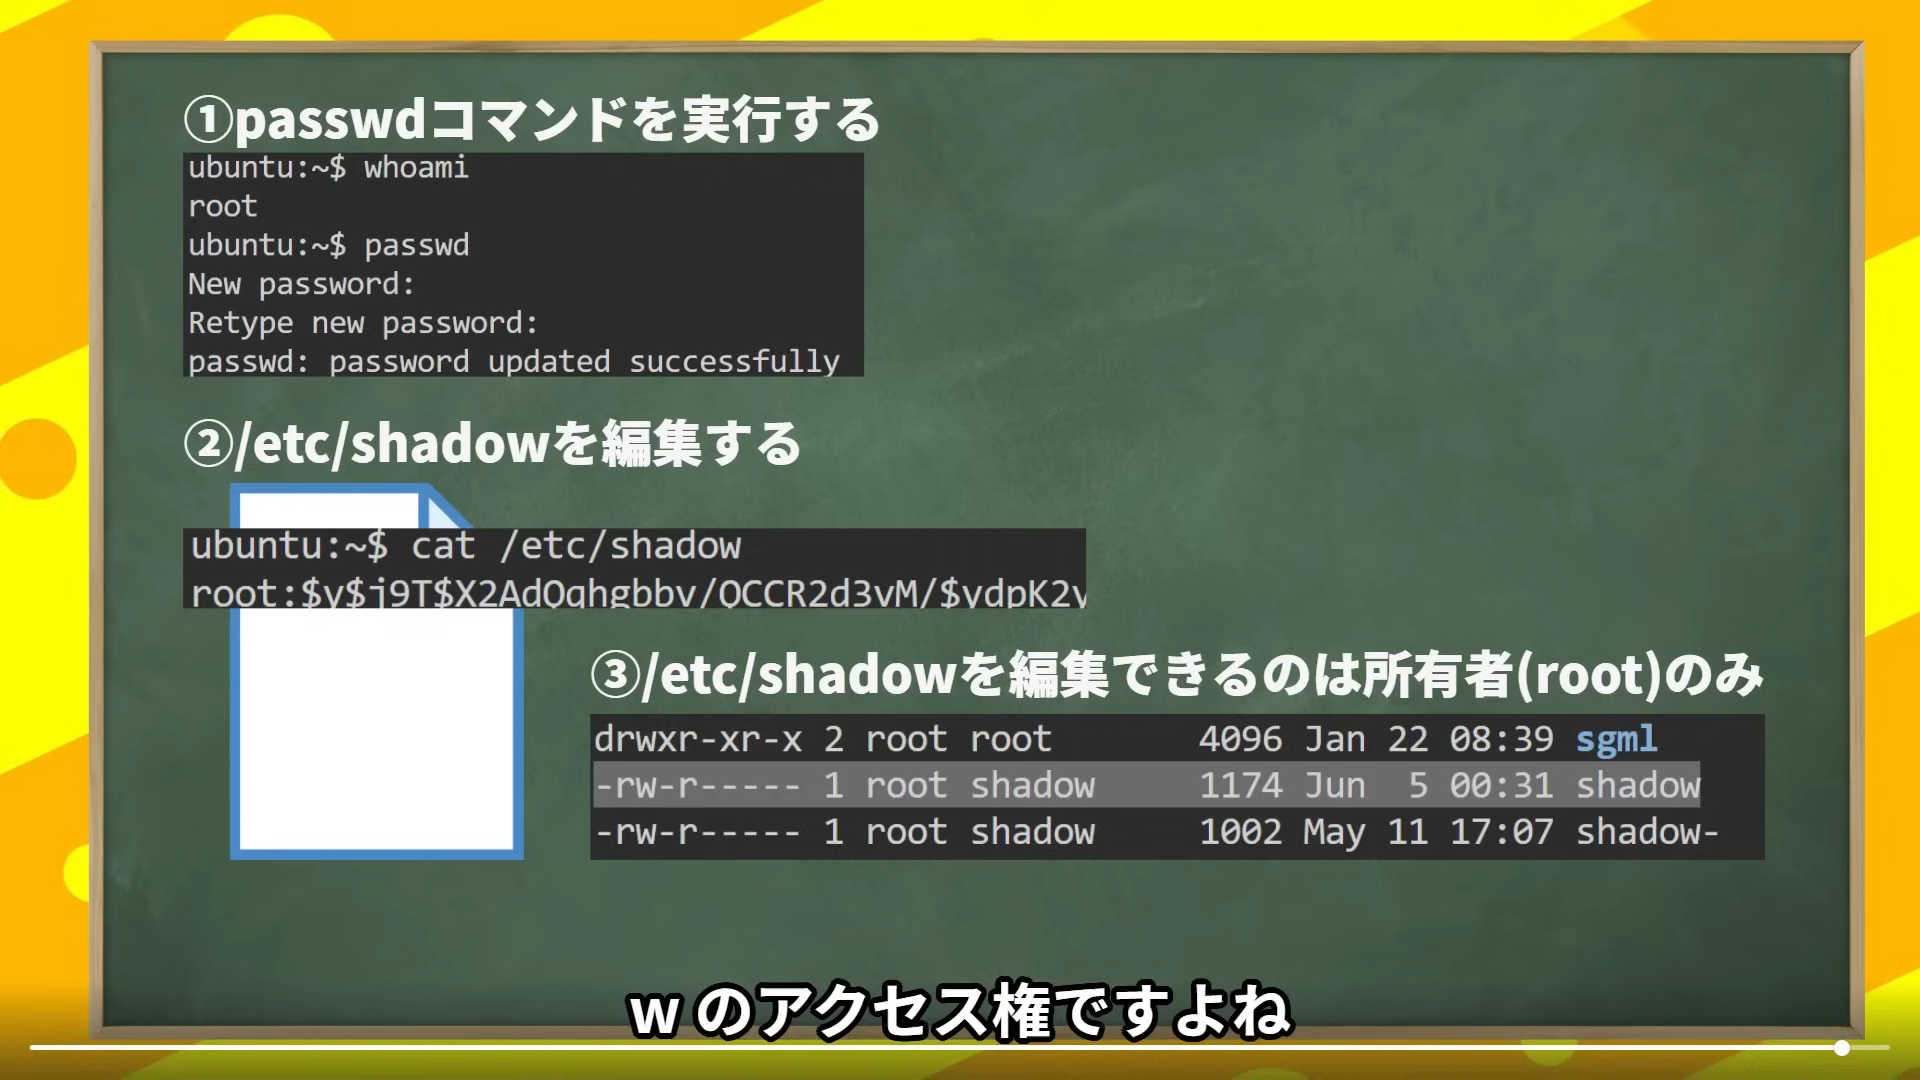 ①passwdコマンドを実行する
ubuntu:~$ whoami
root
ubuntu:~$ passwd
New password:
Retype new password:
passwd: password updated successfully
②/etc/shadowを編集する
ubuntu:~$ cat /etc/shadow
root:$y$j9T$X2AdOqhgbbv/QCCR2d3vM/$ydpK2y
③/etc/shadowを編集できるのは所有者(root)のみ
drwxr-xr-x 2 root root 4096 Jan 22 08:39 sgml
-rw-r----- 1 root shadow 1174 Jun 5 00:31 shadow
-rw-r----- 1 root shadow 1002 May 11 17:07 shadow-
w のアクセス権ですよね